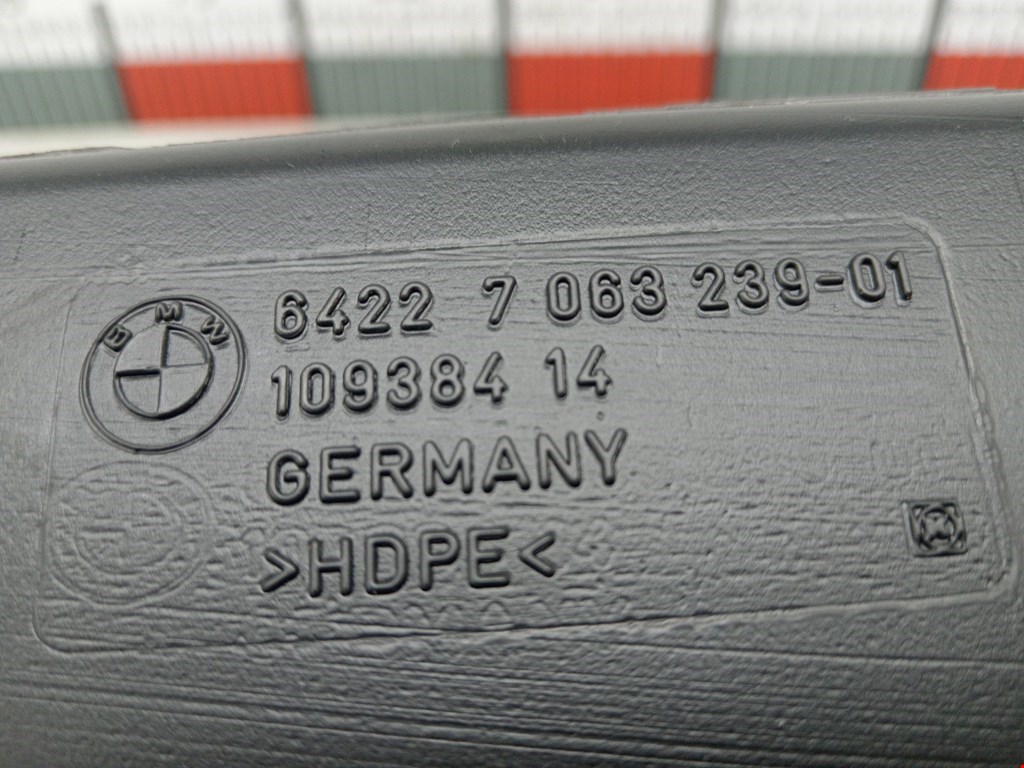 BMW
6422 7 063 239-01
109384 14
GERMANY
>HDPE<